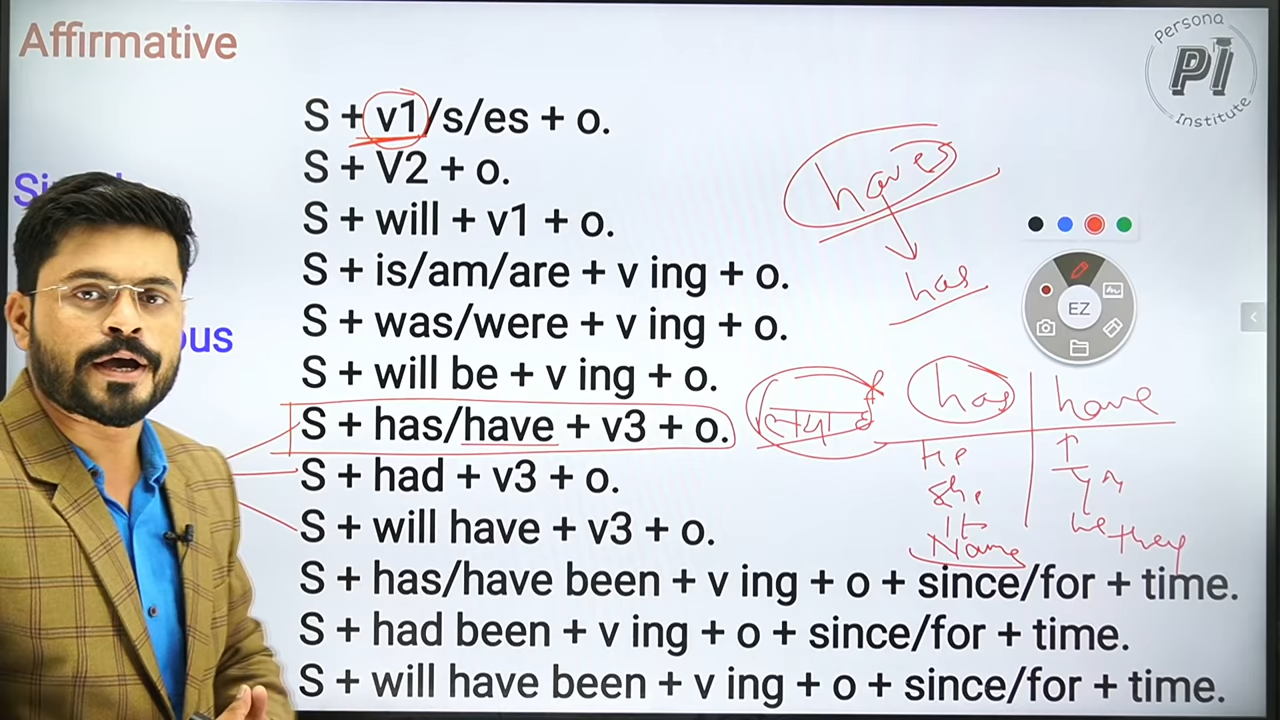 Affirmative
Persona
PI
Institute
S + v1/s/es + o.
S + V2 + o.
S + will + v1 + o.
S + is/am/are + v ing + o.
S + was/were + v ing + o.
S + will be + v ing + o.
S + has/have + v3 + o.
S + had + v3 + o.
S + will have + v3 + o.
S + has/have been + v ing + o + since/for + time.
S + had been + v ing + o + since/for + time.
S + will have been + v ing + o + since/for + time.
haves
has
EZ
has have
He I
She
It we they
Name